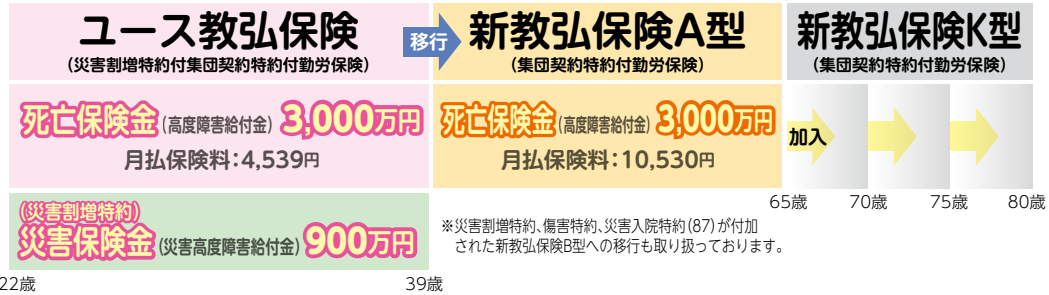 ユース教弘保険
(災害割増特約付集団契約特約付勤労保険)
移行
新教弘保険A型
(集団契約特約付勤労保険)
新教弘保険K型
(集団契約特約付勤労保険)
死亡保険金(高度障害給付金)3,000万円
月払保険料:4,539円
死亡保険金(高度障害給付金)3,000万円
月払保険料:10,530円
加入
65歳 70歳 75歳 80歳
(災害割増特約)
災害保険金(災害高度障害給付金)900万円
※災害割増特約、傷害特約、災害入院特約(87)が付加
された新教弘保険B型への移行も取り扱っております。
22歳 39歳